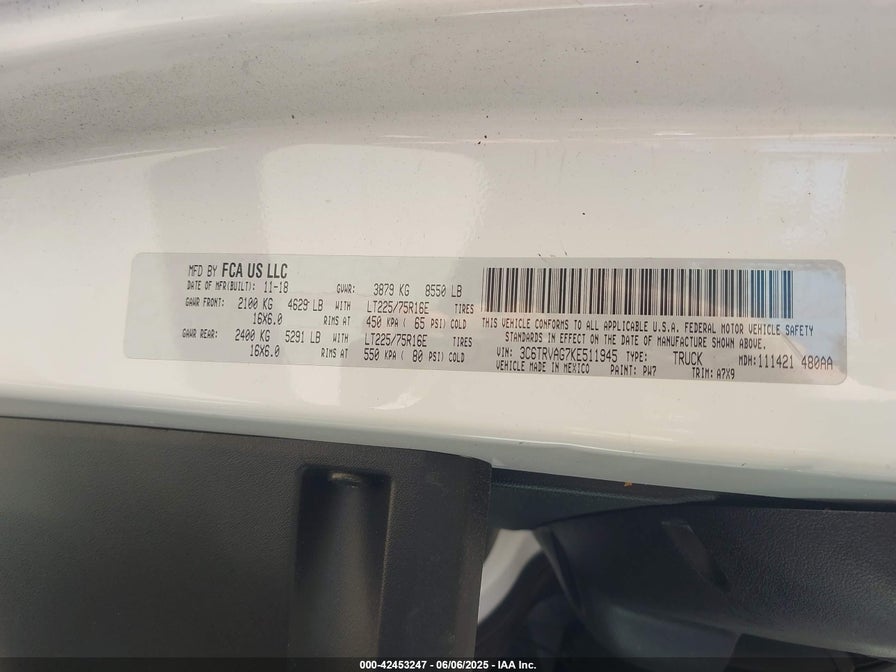 MFD BY FCA US LLC
DATE OF MFR(BUILT): 11-18 GVWR: 3879 KG 8550 LB
GAWR FRONT: 2100 KG 4629 LB WITH LT225/75R16E TIRES
16X6.0 RIMS AT 450 KPA ( 65 PSI) COLD
GAWR REAR: 2400 KG 5291 LB WITH LT225/75R16E TIRES
16X6.0 RIMS AT 550 KPA ( 80 PSI) COLD
THIS VEHICLE CONFORMS TO ALL APPLICABLE U.S.A. FEDERAL MOTOR VEHICLE SAFETY
STANDARDS IN EFFECT ON THE DATE OF MANUFACTURE SHOWN ABOVE.
VIN: 3C6TRVAG7KE511945 TYPE: TRUCK MDH:111421 480AA
VEHICLE MADE IN MEXICO PAINT: PW7 TRIM: A7X9
000-42453247 - 06/06/2025 - IAA Inc.